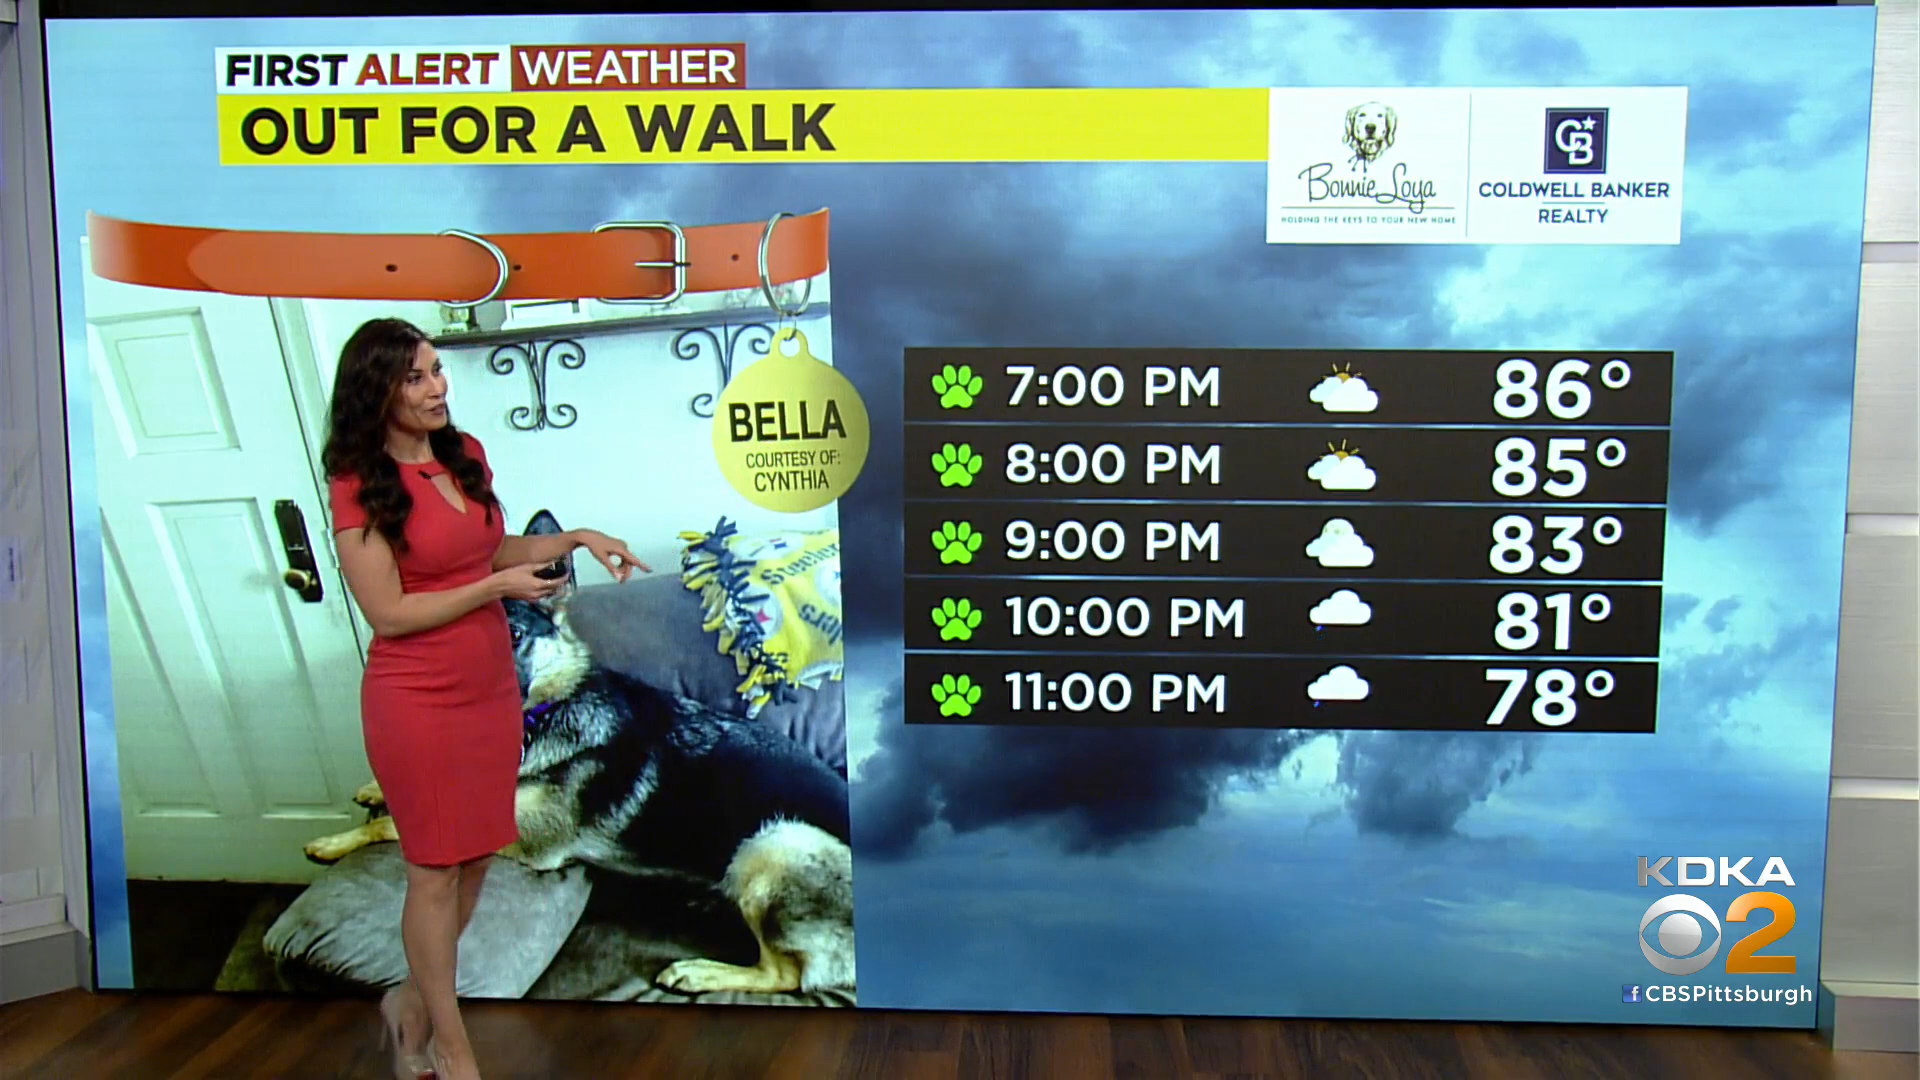 FIRST ALERT WEATHER
OUT FOR A WALK
Bonnie Loya
HOLDING THE KEYS TO YOUR NEW HOME
CB
COLDWELL BANKER
REALTY
BELLA
COURTESY OF:
CYNTHIA
Steelers
7:00 PM 86°
8:00 PM 85°
9:00 PM 83°
10:00 PM 81°
11:00 PM 78°
KDKA
2
f CBSPittsburgh